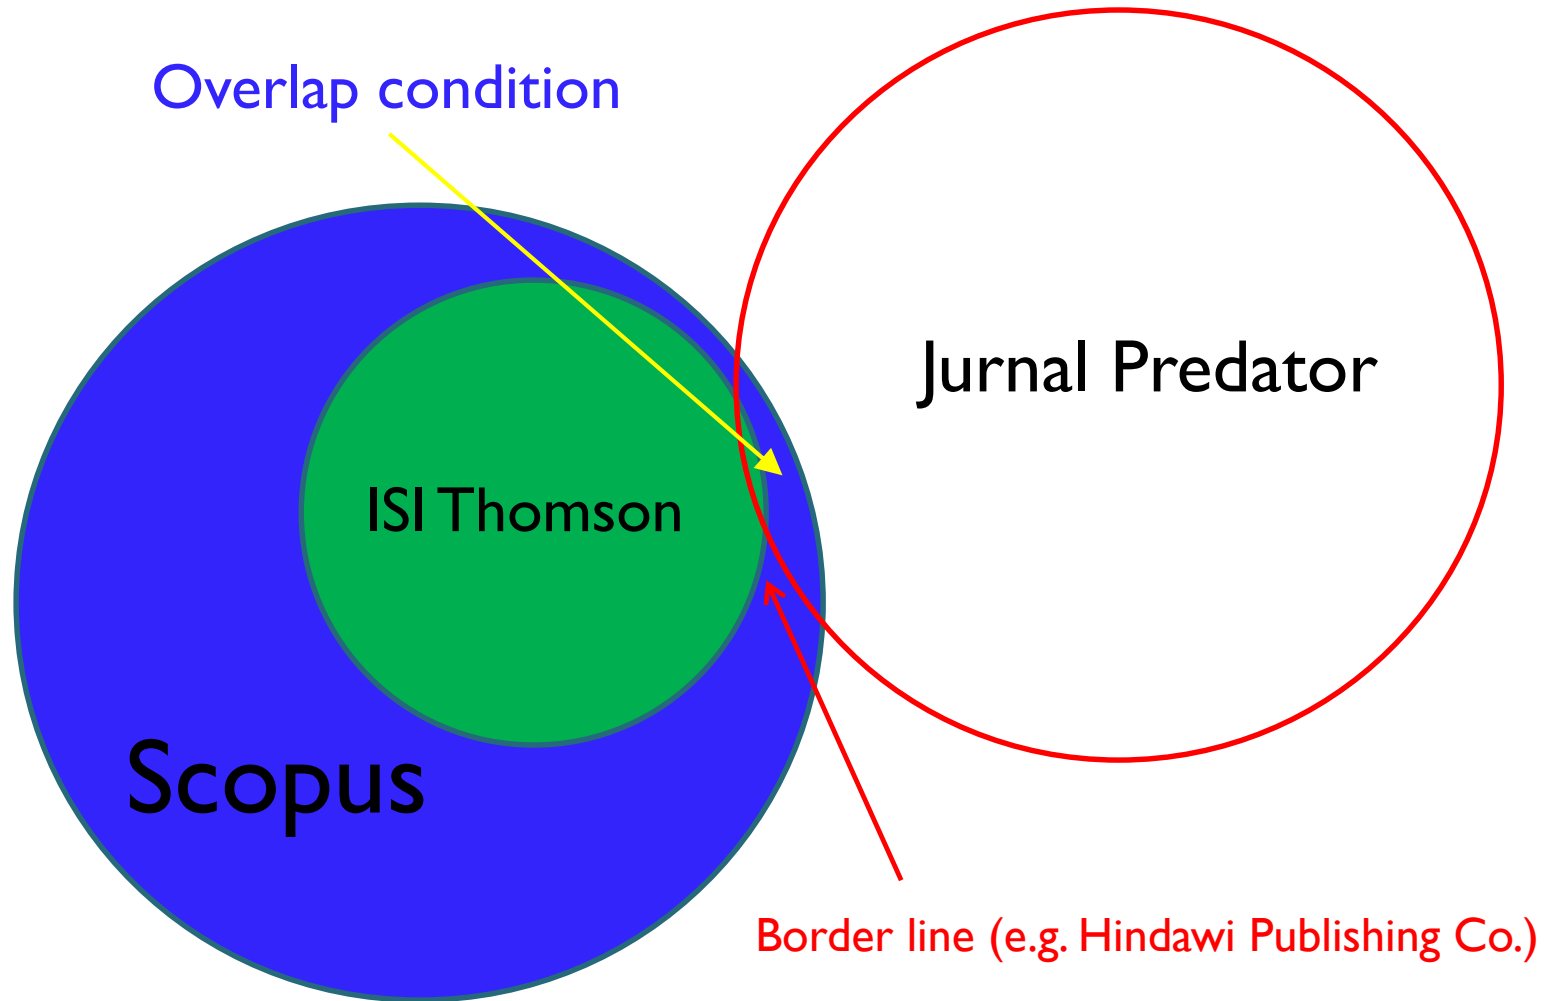 Overlap condition
Jurnal Predator
ISI Thomson
Scopus
Border line (e.g. Hindawi Publishing Co.)